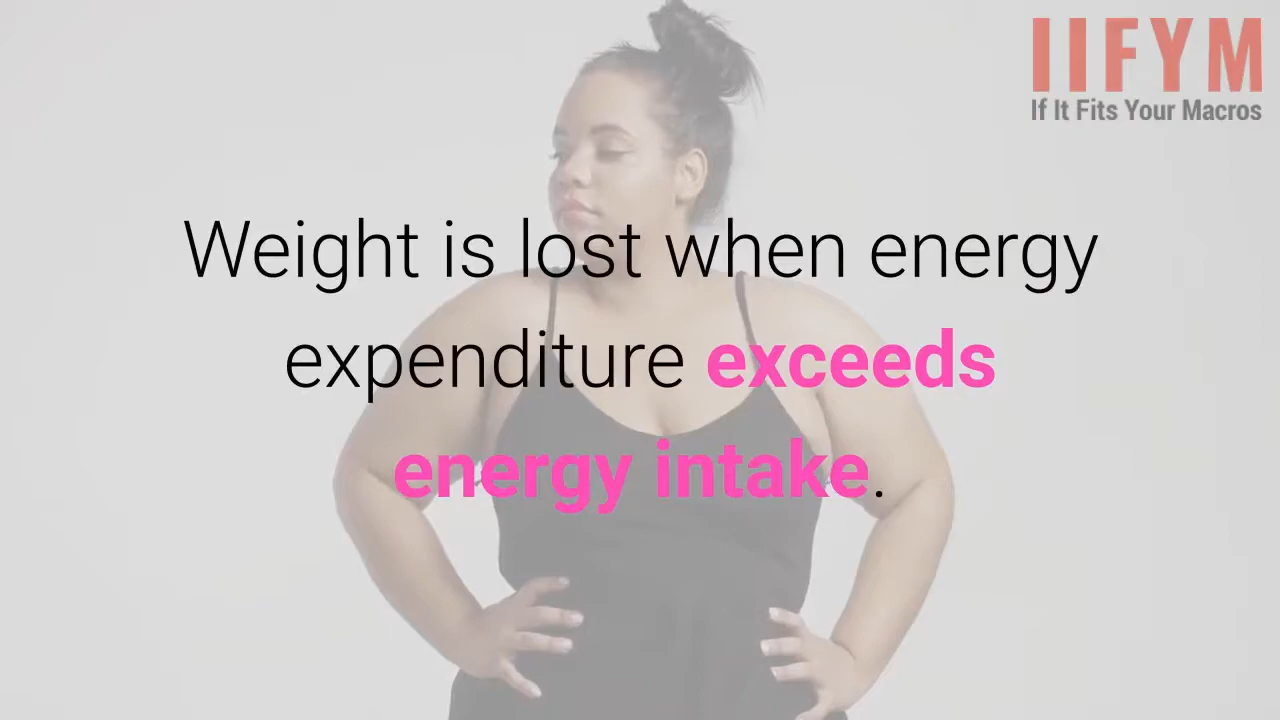 IIFYM
If It Fits Your Macros
Weight is lost when energy
expenditure exceeds
energy intake.